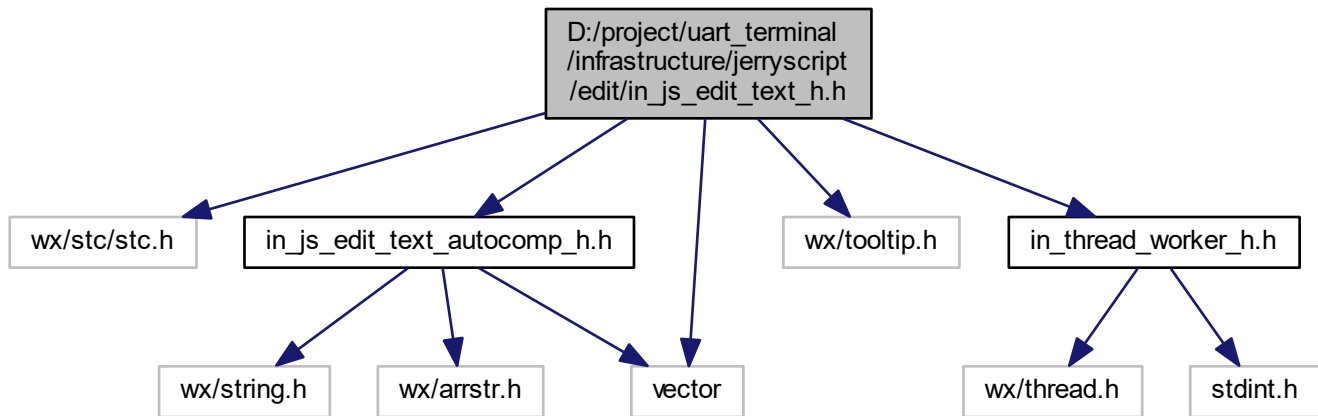 D:/project/uart_terminal
/infrastructure/jerryscript
/edit/in_js_edit_text_h.h
wx/stc/stc.h
in_js_edit_text_autocomp_h.h
wx/tooltip.h
in_thread_worker_h.h
wx/string.h
wx/arrstr.h
vector
wx/thread.h
stdint.h